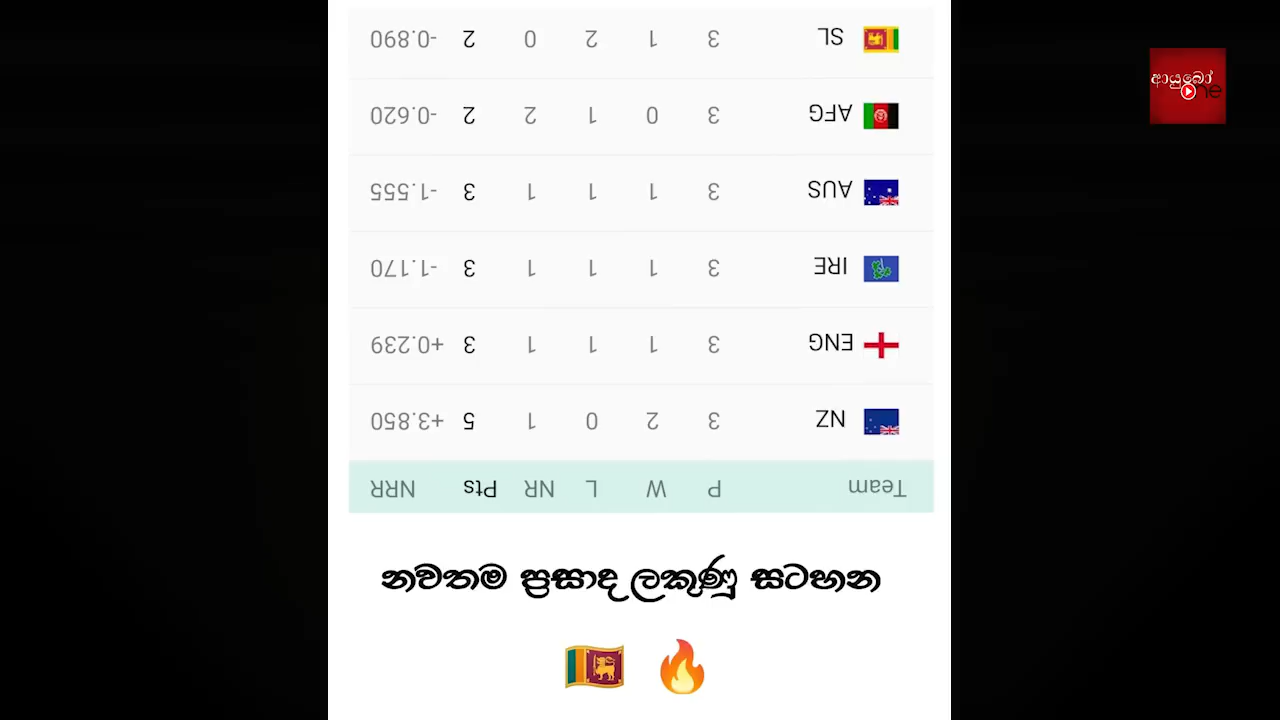 Team P W L NR Pts NRR
NZ 3 2 0 1 5 +3.850
ENG 3 1 1 1 3 +0.239
IRE 3 1 1 1 3 -1.170
AUS 3 1 1 1 3 -1.555
AFG 3 0 1 2 2 -0.620
SL 3 1 2 0 2 -0.890
නවතම ප්‍රසාද ලකුණු සටහන
ආයුබෝ
One